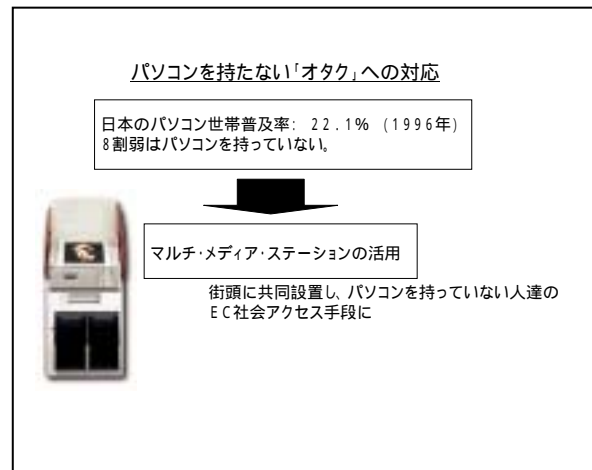 パソコンを持たない「オタク」への対応
日本のパソコン世帯普及率: 22.1% (1996年)
8割弱はパソコンを持っていない。
マルチ・メディア・ステーションの活用
街頭に共同設置し、パソコンを持っていない人達の
EC社会アクセス手段に